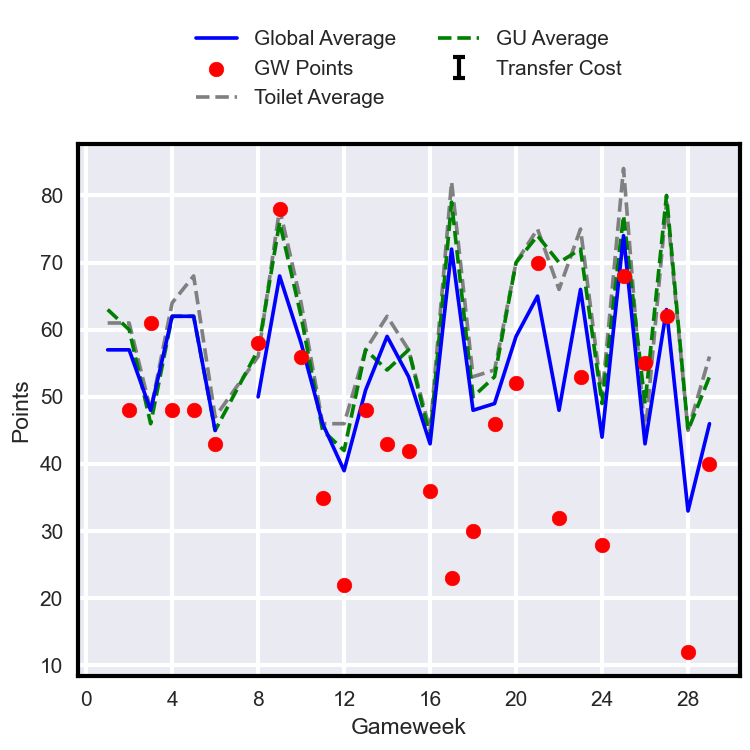 Global Average
GW Points
Toilet Average
GU Average
Transfer Cost
80
70
60
50
40
30
20
10
Points
0 4 8 12 16 20 24 28
Gameweek